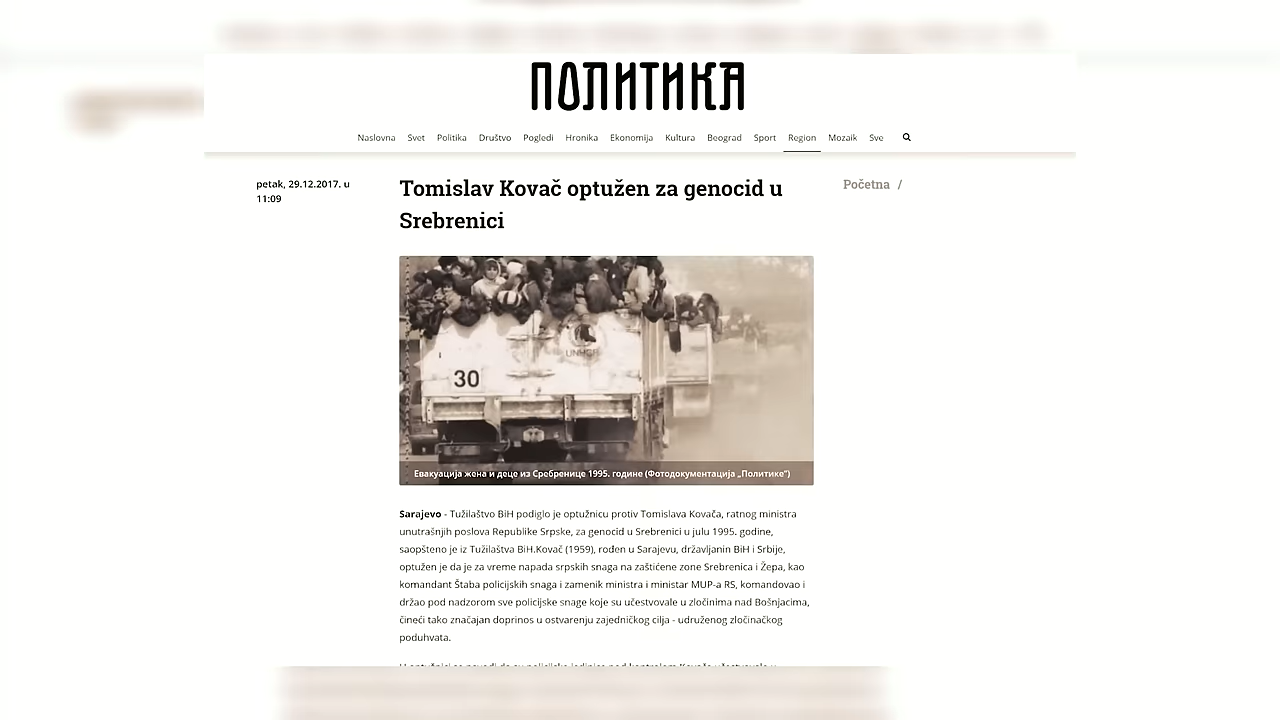 ПОЛИТИКА
Naslovna Svet Politika Društvo Pogledi Hronika Ekonomija Kultura Beograd Sport Region Mozaik Sve
petak, 29.12.2017. u
11:09
Tomislav Kovač optužen za genocid u
Srebrenici
Početna /
UNHCR
30
Евакуација жена и деце из Сребренице 1995. године (Фотодокументација „Политике“)
Sarajevo - Tužilaštvo BiH podiglo je optužnicu protiv Tomislava Kovača, ratnog ministra
unutrašnjih poslova Republike Srpske, za genocid u Srebrenici u julu 1995. godine,
saopšteno je iz Tužilaštva BiH.Kovač (1959), rođen u Sarajevu, državljanin BiH i Srbije,
optužen je da je za vreme napada srpskih snaga na zaštićene zone Srebrenica i Žepa, kao
komandant Štaba policijskih snaga i zamenik ministra i ministar MUP-a RS, komandovao i
držao pod nadzorom sve policijske snage koje su učestvovale u zločinima nad Bošnjacima,
čineći tako značajan doprinos u ostvarenju zajedničkog cilja - udruženog zločinačkog
poduhvata.